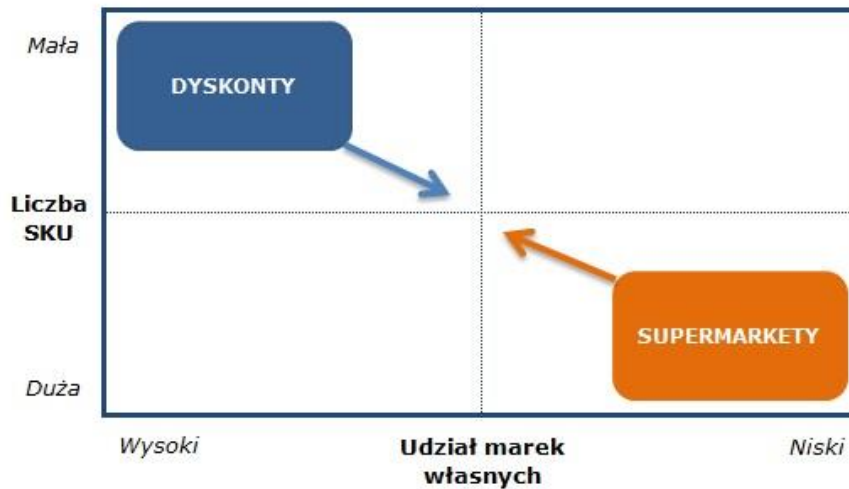 Mała
DYSKONTY
Liczba
SKU
SUPERMARKETY
Duża
Wysoki
Udział marek
własnych
Niski